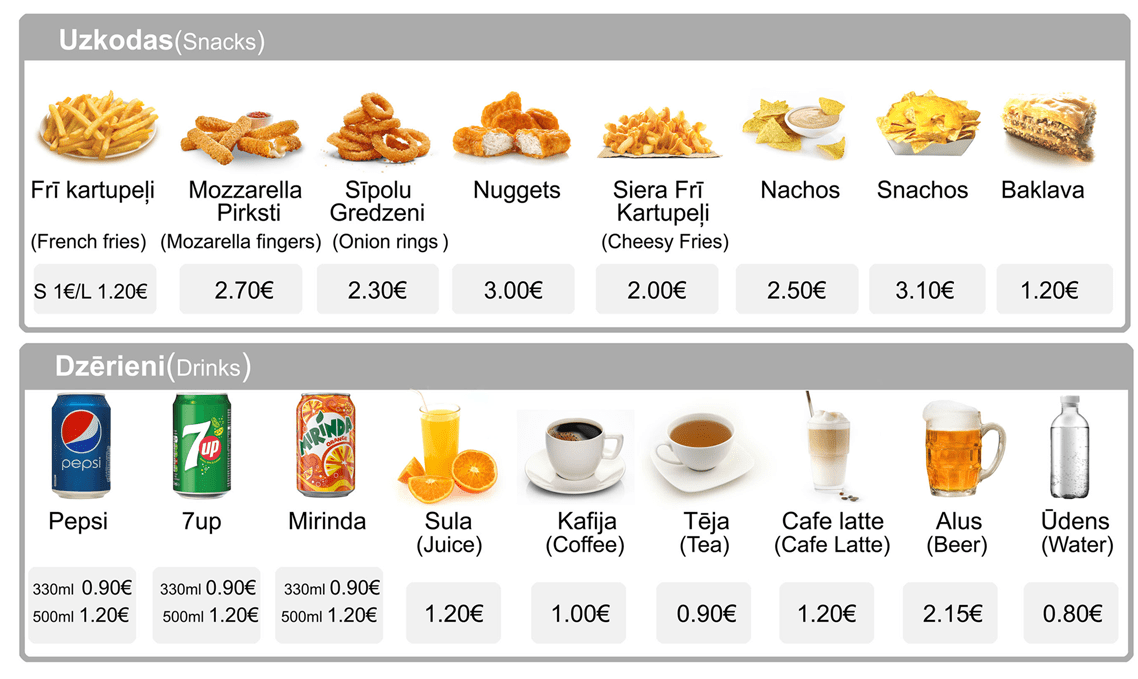 Uzkodas(Snacks)
Frī kartupeļi
(French fries)
S 1€/L 1.20€
Mozzarella
Pirksti
(Mozarella fingers)
2.70€
Sīpolu
Gredzeni
(Onion rings )
2.30€
Nuggets
3.00€
Siera Frī
Kartupeļi
(Cheesy Fries)
2.00€
Nachos
2.50€
Snachos
3.10€
Baklava
1.20€
Dzērieni(Drinks)
pepsi
Pepsi
330ml 0.90€
500ml 1.20€
7up
7up
330ml 0.90€
500ml 1.20€
MIRINDA
ORANGE
Mirinda
330ml 0.90€
500ml 1.20€
Sula
(Juice)
1.20€
Kafija
(Coffee)
1.00€
Tēja
(Tea)
0.90€
Cafe latte
(Cafe Latte)
1.20€
Alus
(Beer)
2.15€
Ūdens
(Water)
0.80€